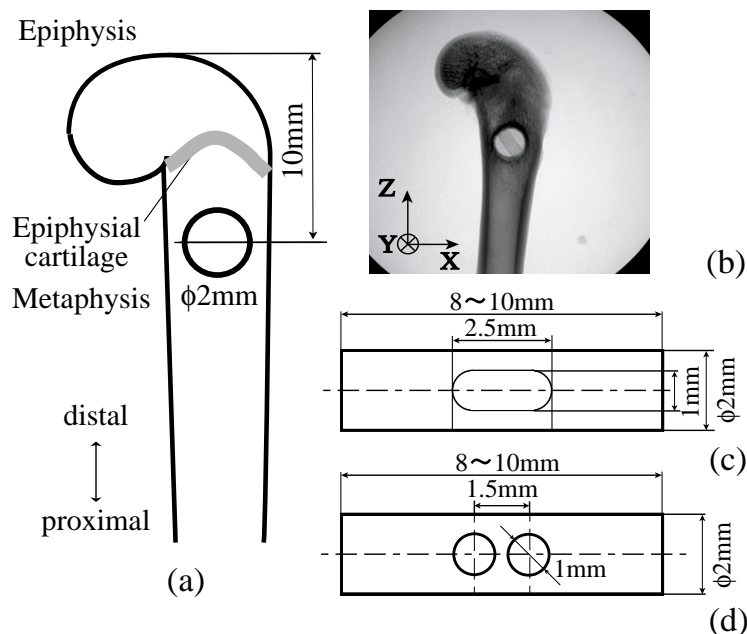 Epiphysis
10mm
Epiphysial
cartilage
Metaphysis
ϕ2mm
distal
proximal
(a)
Z
Y
X
(b)
8～10mm
2.5mm
1mm
ϕ2mm
(c)
8～10mm
1.5mm
1mm
ϕ2mm
(d)